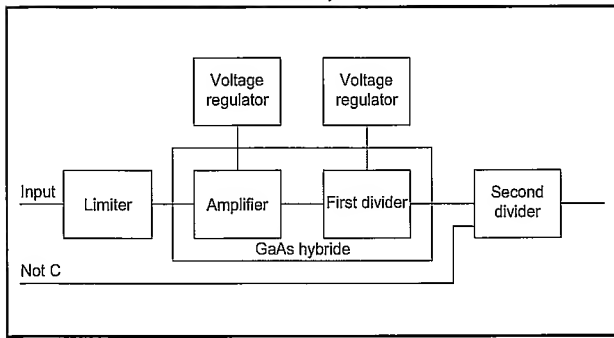 Voltage
regulator
Voltage
regulator
Input
Limiter
Amplifier
First divider
Second
divider
GaAs hybride
Not C